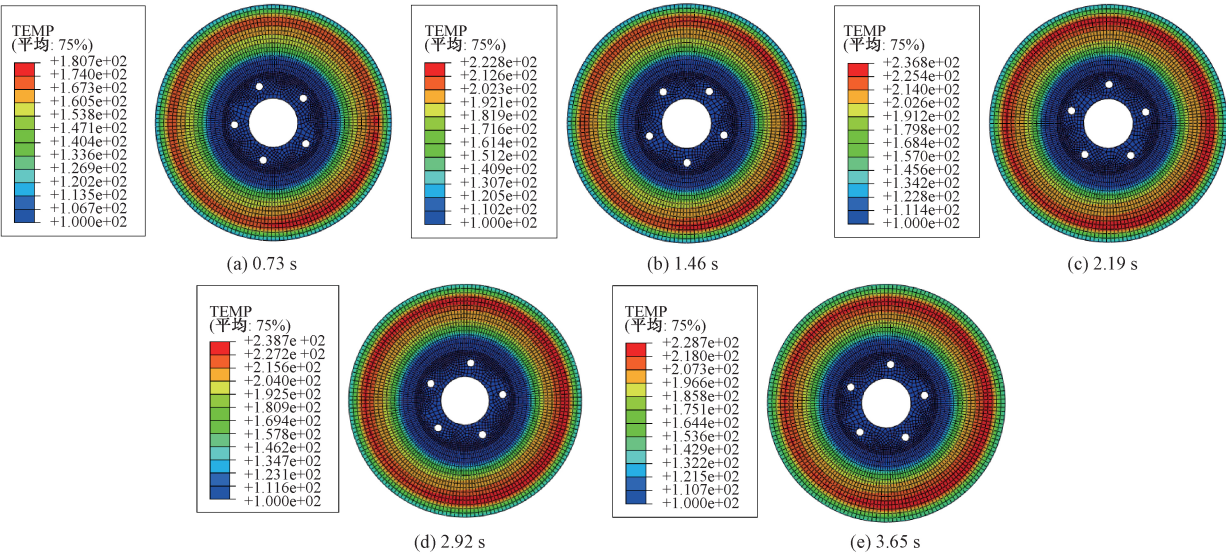 TEMP
(平均: 75%)
+1.807e+02
+1.740e+02
+1.673e+02
+1.605e+02
+1.538e+02
+1.471e+02
+1.404e+02
+1.336e+02
+1.269e+02
+1.202e+02
+1.135e+02
+1.067e+02
+1.000e+02
(a) 0.73 s
TEMP
(平均: 75%)
+2.228e+02
+2.126e+02
+2.023e+02
+1.921e+02
+1.819e+02
+1.716e+02
+1.614e+02
+1.512e+02
+1.409e+02
+1.307e+02
+1.205e+02
+1.102e+02
+1.000e+02
(b) 1.46 s
TEMP
(平均: 75%)
+2.368e+02
+2.254e+02
+2.140e+02
+2.026e+02
+1.912e+02
+1.798e+02
+1.684e+02
+1.570e+02
+1.456e+02
+1.342e+02
+1.228e+02
+1.114e+02
+1.000e+02
(c) 2.19 s
TEMP
(平均: 75%)
+2.387e +02
+2.272e +02
+2.156e+02
+2.040e+02
+1.925e+02
+1.809e+02
+1.694e+02
+1.578e+02
+1.462e+02
+1.347e+02
+1.231e+02
+1.116e+02
+1.000e+02
(d) 2.92 s
TEMP
(平均: 75%)
+2.287e+02
+2.180e+02
+2.073e+02
+1.966e+02
+1.858e+02
+1.751e+02
+1.644e+02
+1.536e+02
+1.429e+02
+1.322e+02
+1.215e+02
+1.107e+02
+1.000e+02
(e) 3.65 s